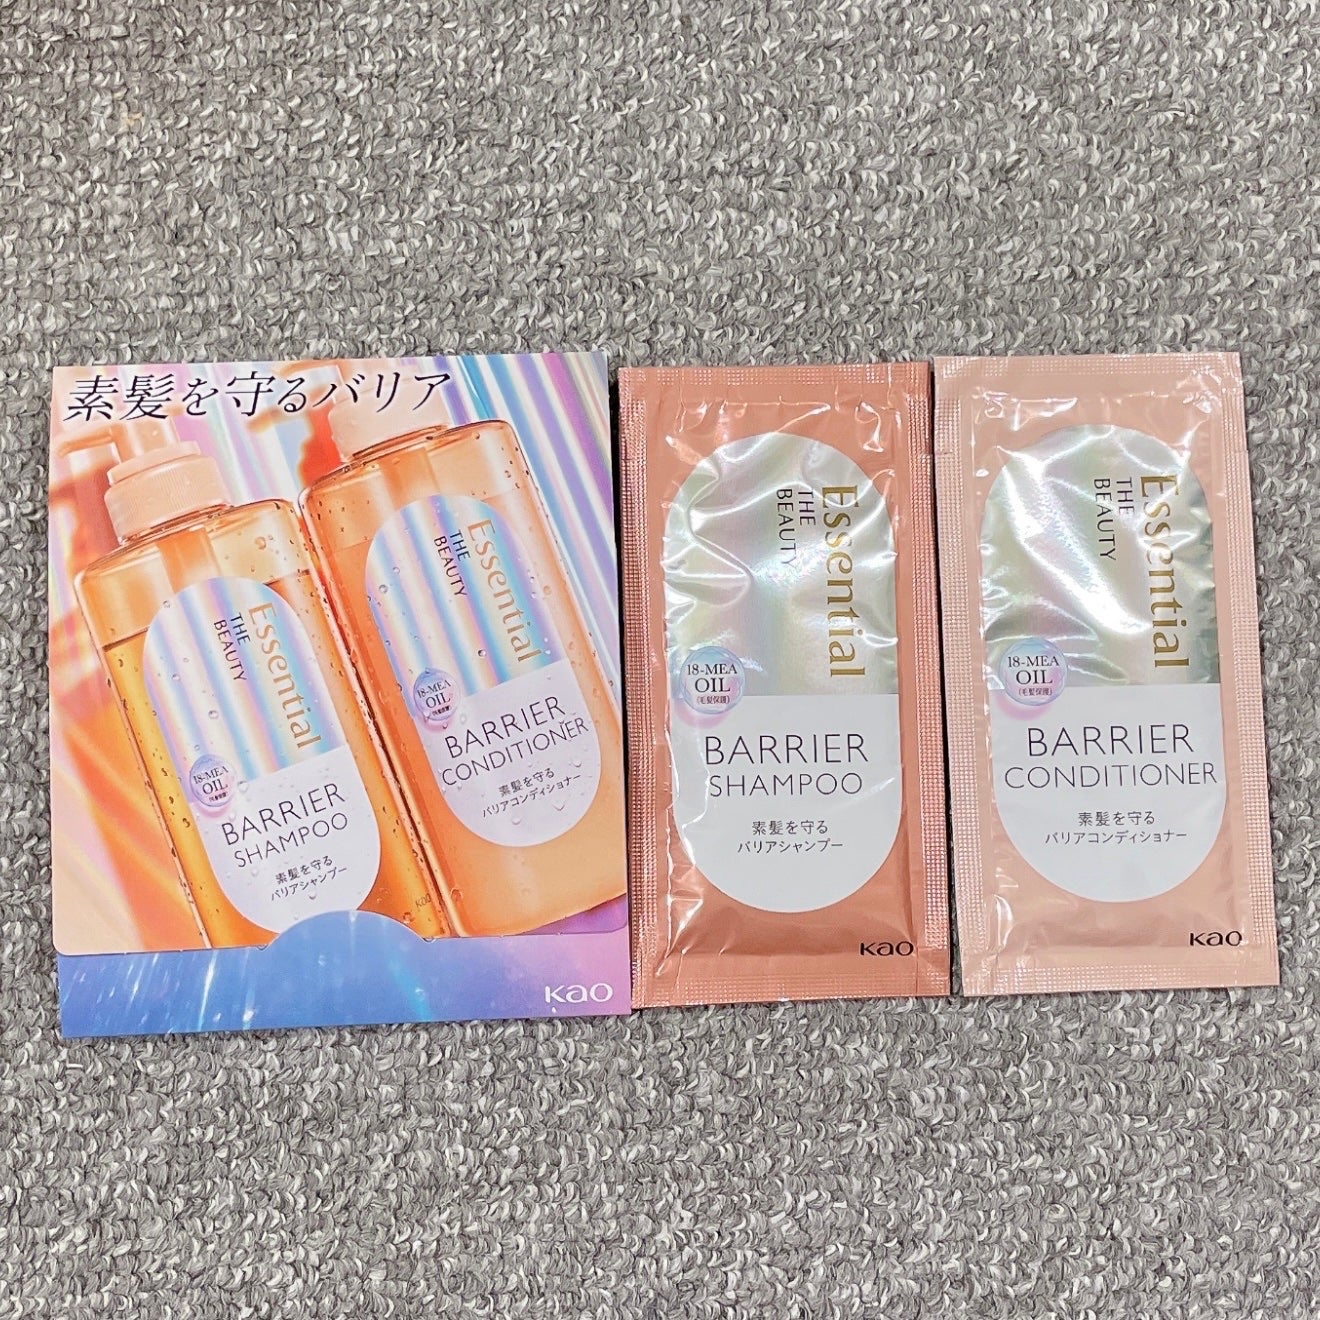 素髪を守るバリア
Essential
THE
BEAUTY
18-MEA
OIL
BARRIER
SHAMPOO
素髪を守る
バリアシャンプー
Essential
THE
BEAUTY
18-MEA
OIL
BARRIER
CONDITIONER
素髪を守る
バリアコンディショナー
Kao
Kao
Essential
THE
BEAUTY
18-MEA
OIL
(毛髪保護)
BARRIER
SHAMPOO
素髪を守る
バリアシャンプー
Kao
Essential
THE
BEAUTY
18-MEA
OIL
(毛髪保護)
BARRIER
CONDITIONER
素髪を守る
バリアコンディショナー
Kao